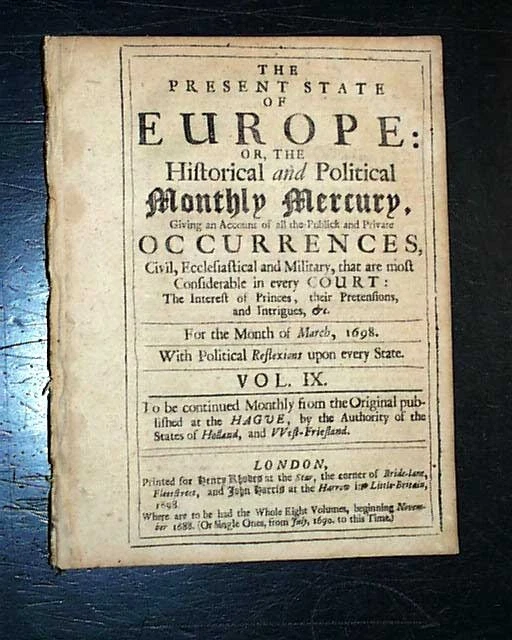 THE
PRESENT STATE
OF
EUROPE:
OR, THE
Hiſtorical and Political
Monthly Mercury,
Giving an Account of all the Publick and Private
OCCURRENCES,
Civil, Eccleſiaſtical and Military, that are moſt
Conſiderable in every COURT:
The Intereſt of Princes, their Pretenſions,
and Intrigues, &c.
For the Month of March, 1698.
With Political Reflexions upon every State.
VOL. IX.
To be continued Monthly from the Original pub-
liſhed at the HAGUE, by the Authority of the
States of Holland, and VVeſt-Frieſland.
LONDON,
Printed for Henry Rhodes at the Star, the corner of Bride-lane,
Fleetſtreet, and John Harris at the Harrow in Little-Britain,
1698.
Where are to be had the Whole Eight Volumes, beginning Novem-
ber 1688. (Or Single Ones, from July, 1690. to this Time.)